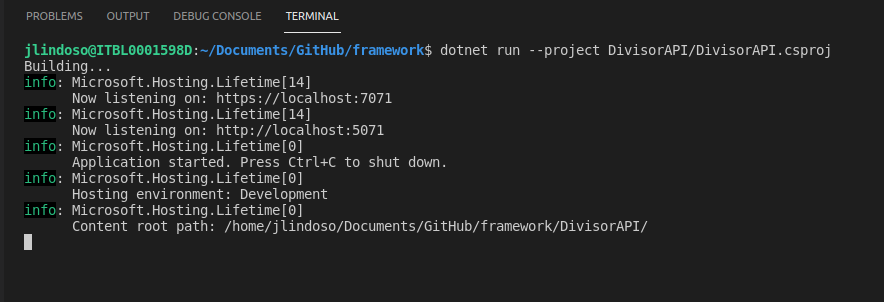 PROBLEMS OUTPUT DEBUG CONSOLE TERMINAL
jlindoso@ITBL0001598D:~/Documents/GitHub/framework$ dotnet run --project DivisorAPI/DivisorAPI.csproj
Building...
info: Microsoft.Hosting.Lifetime[14]
      Now listening on: https://localhost:7071
info: Microsoft.Hosting.Lifetime[14]
      Now listening on: http://localhost:5071
info: Microsoft.Hosting.Lifetime[0]
      Application started. Press Ctrl+C to shut down.
info: Microsoft.Hosting.Lifetime[0]
      Hosting environment: Development
info: Microsoft.Hosting.Lifetime[0]
      Content root path: /home/jlindoso/Documents/GitHub/framework/DivisorAPI/